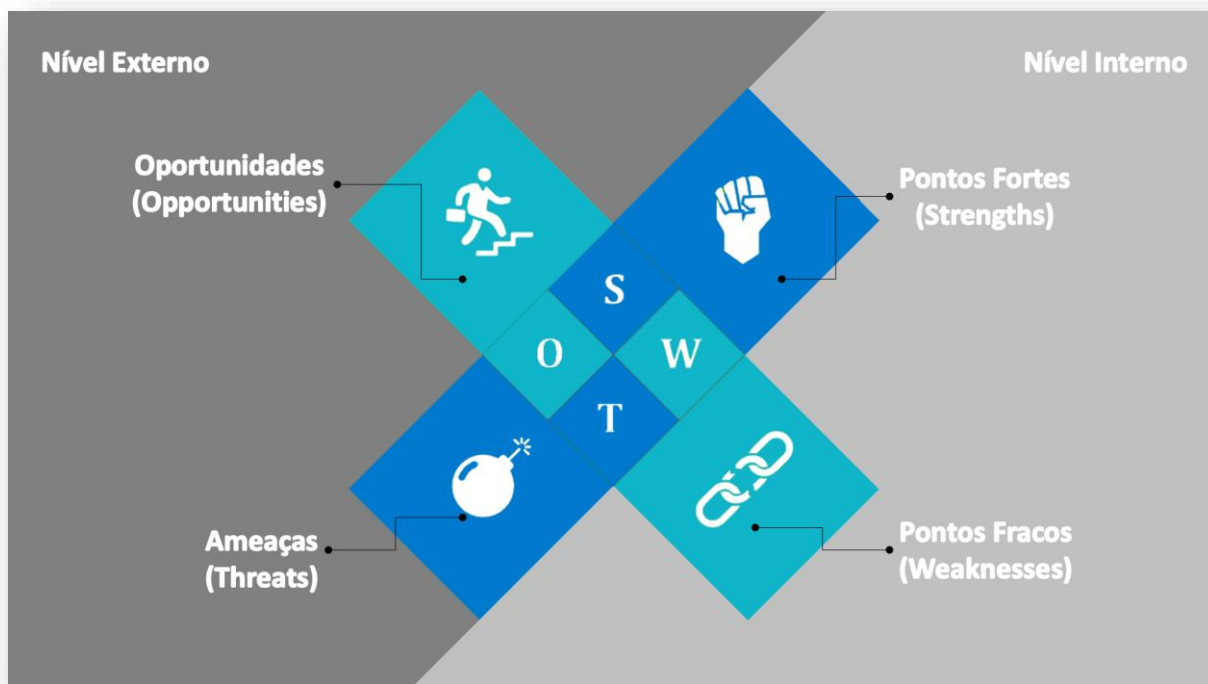 Nível Externo
Nível Interno
Oportunidades
(Opportunities)
Pontos Fortes
(Strengths)
S
O
W
T
Ameaças
(Threats)
Pontos Fracos
(Weaknesses)